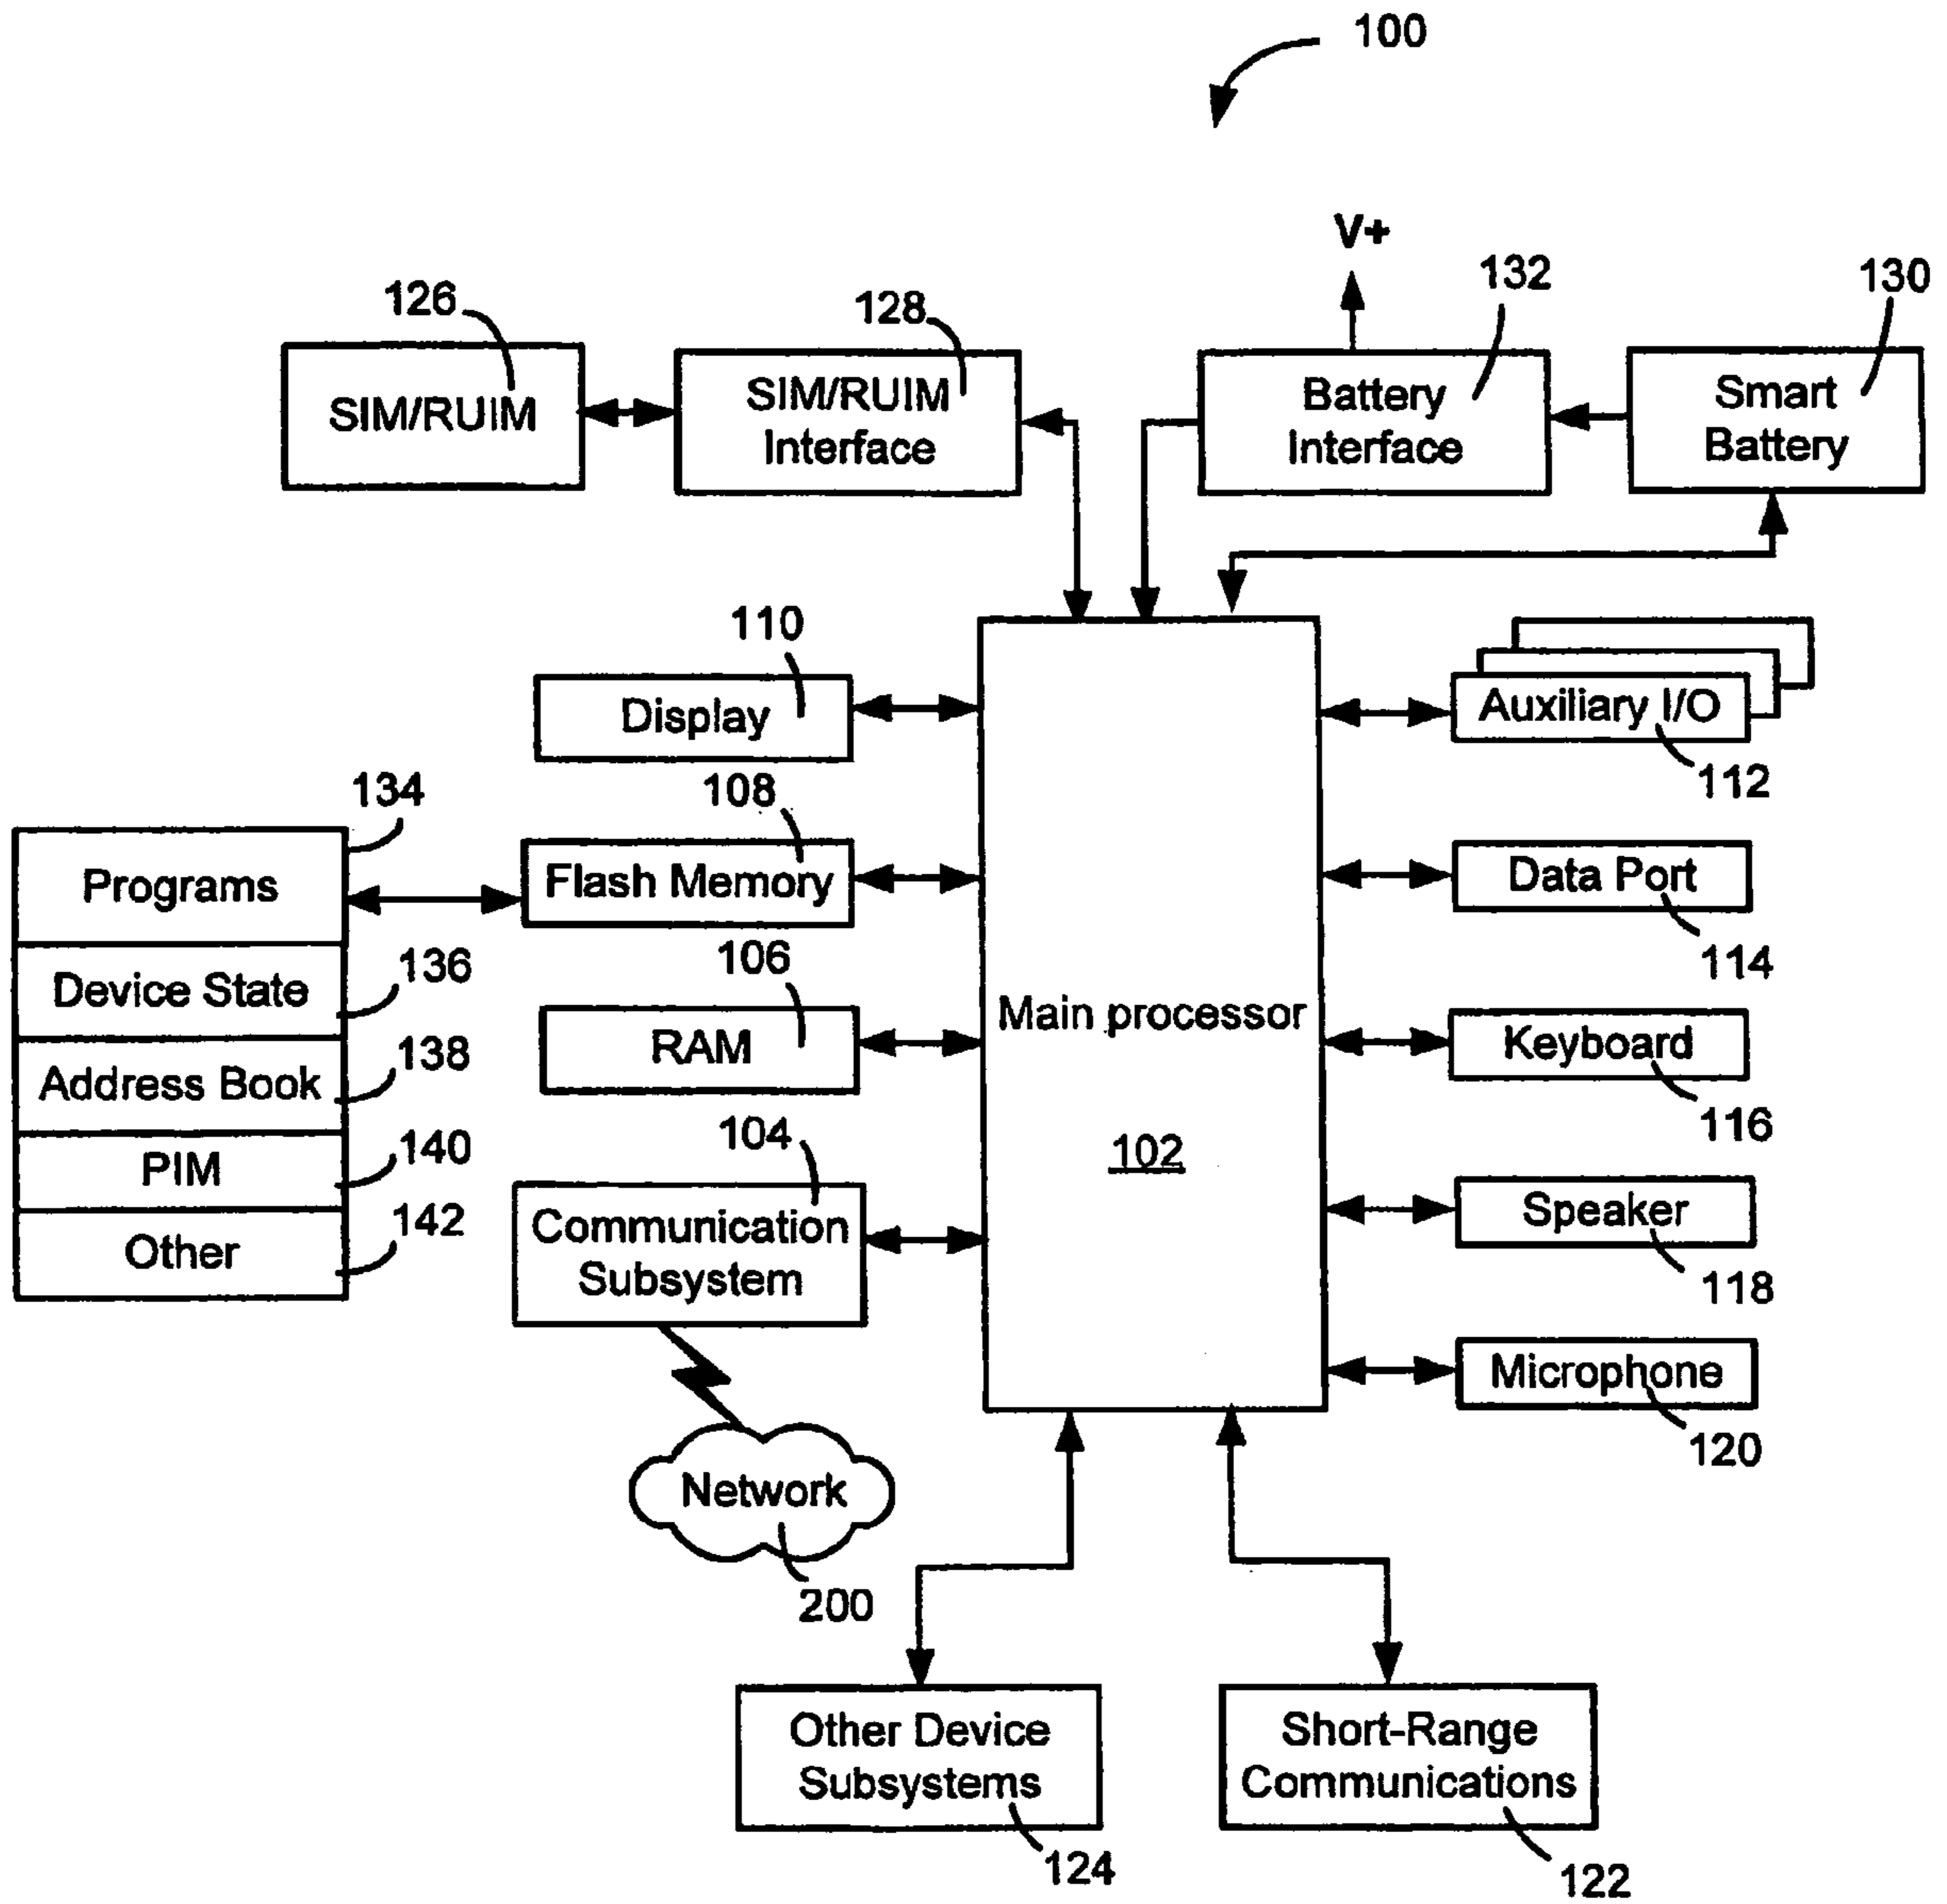 100
V+
132
130
126
128
SIM/RUIM
SIM/RUIM
Interface
Battery
Interface
Smart
Battery
110
Display
Auxiliary I/O
112
134
108
Programs
Flash Memory
Data Port
114
136
Device State
106
RAM
Main processor
102
Keyboard
116
138
Address Book
104
140
PIM
Communication
Subsystem
Speaker
118
142
Other
Microphone
120
Network
200
Other Device
Subsystems
124
Short-Range
Communications
122